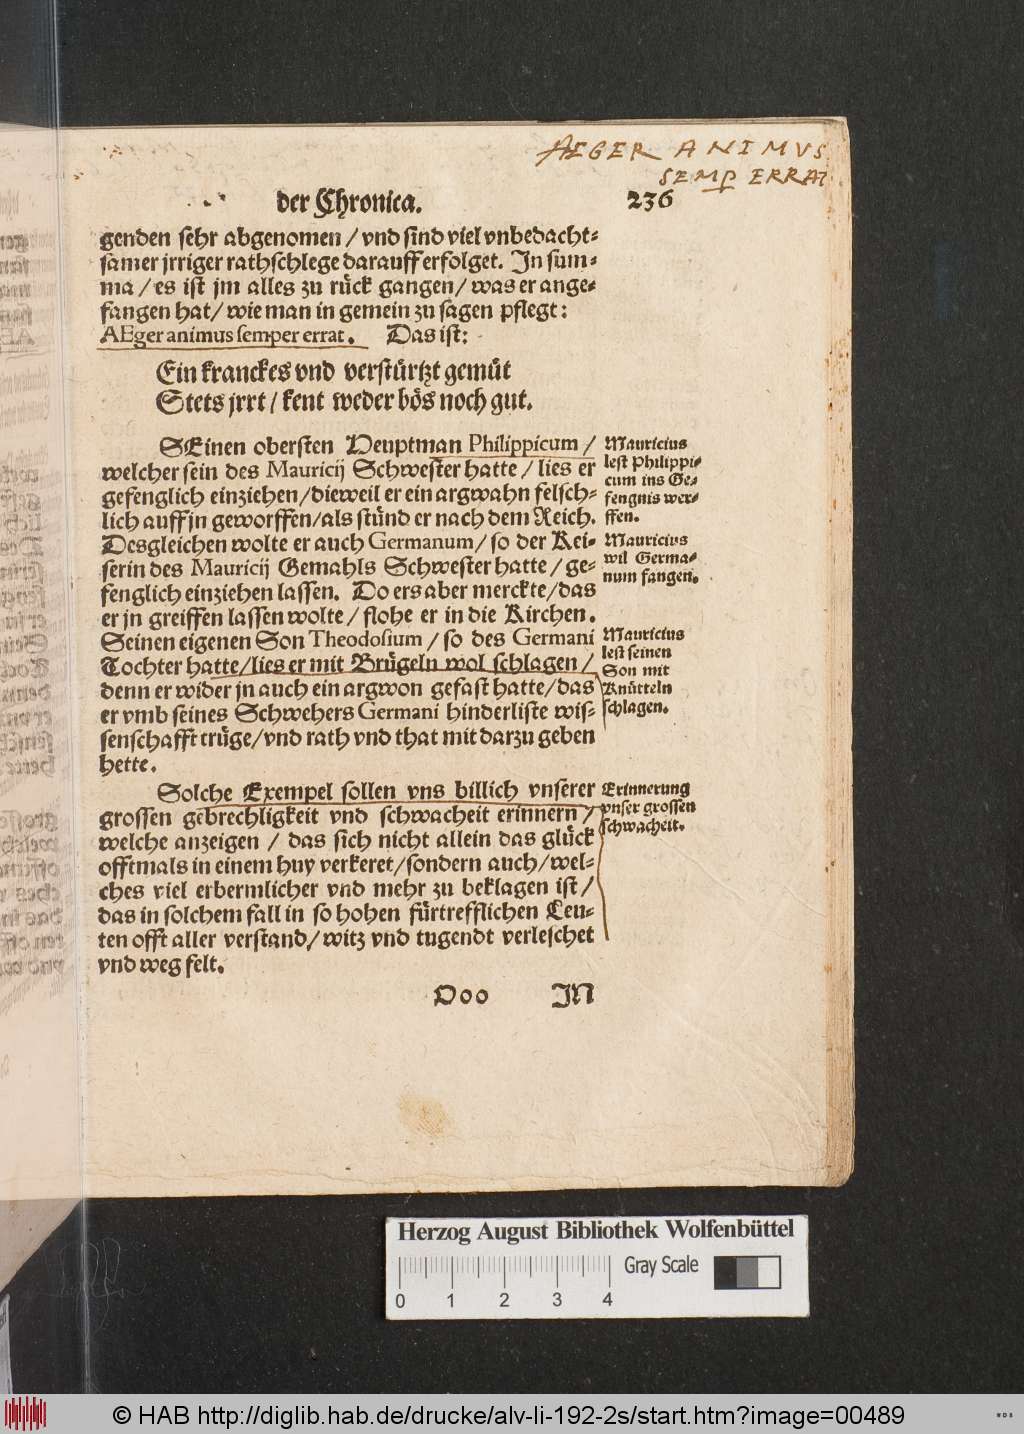 AEGER ANIMVS
SEMP ERRAT
der Chronica. 236
genden sehr abgenomen / vnd sind viel vnbedacht-
samer jrriger rathschlege darauff erfolget. In sum-
ma / es ist jm alles zu rück gangen / was er ange-
fangen hat / wie man in gemein zu sagen pflegt:
AEger animus semper errat. Das ist:
Ein kranckes vnd verstürtzt gemüt
Stets jrrt / kent weder bös noch gut.
SEinen obersten Heuptman Philippicum /
welcher sein des Mauricij Schwester hatte / lies er
gefenglich einziehen / dieweil er ein argwahn felsch-
lich auff jn geworffen / als stünd er nach dem Reich.
Desgleichen wolte er auch Germanum / so der Kei-
serin des Mauricij Gemahls Schwester hatte / ge-
fenglich einziehen lassen. Do ers aber merckte / das
er jn greiffen lassen wolte / flohe er in die Kirchen.
Seinen eigenen Son Theodosium / so des Germani
Tochter hatte / lies er mit Brügeln wol schlagen /
denn er wider jn auch ein argwon gefast hatte / das
er vmb seines Schwehers Germani hinderliste wis-
senschafft trüge / vnd rath vnd that mit darzu geben
hette.
Mauricius
lest Philippi-
cum ins Ge-
fengnis wer-
ffen.
Mauricius
wil Germa-
num fangen.
Mauricius
lest seinen
Son mit
Knütteln
schlagen.
Solche Exempel sollen vns billich vnserer
grossen gebrechligkeit vnd schwacheit erinnern /
welche anzeigen / das sich nicht allein das glück
offtmals in einem huy verkeret / sondern auch / wel-
ches viel erbermlicher vnd mehr zu beklagen ist /
das in solchem fall in so hohen fürtrefflichen Leu-
ten offt aller verstand / witz vnd tugendt verleschet
vnd weg felt.
Erinnerung
vnser grossen
schwacheit.
Ooo IN
Herzog August Bibliothek Wolfenbüttel
Gray Scale
0 1 2 3 4
© HAB http://diglib.hab.de/drucke/alv-li-192-2s/start.htm?image=00489